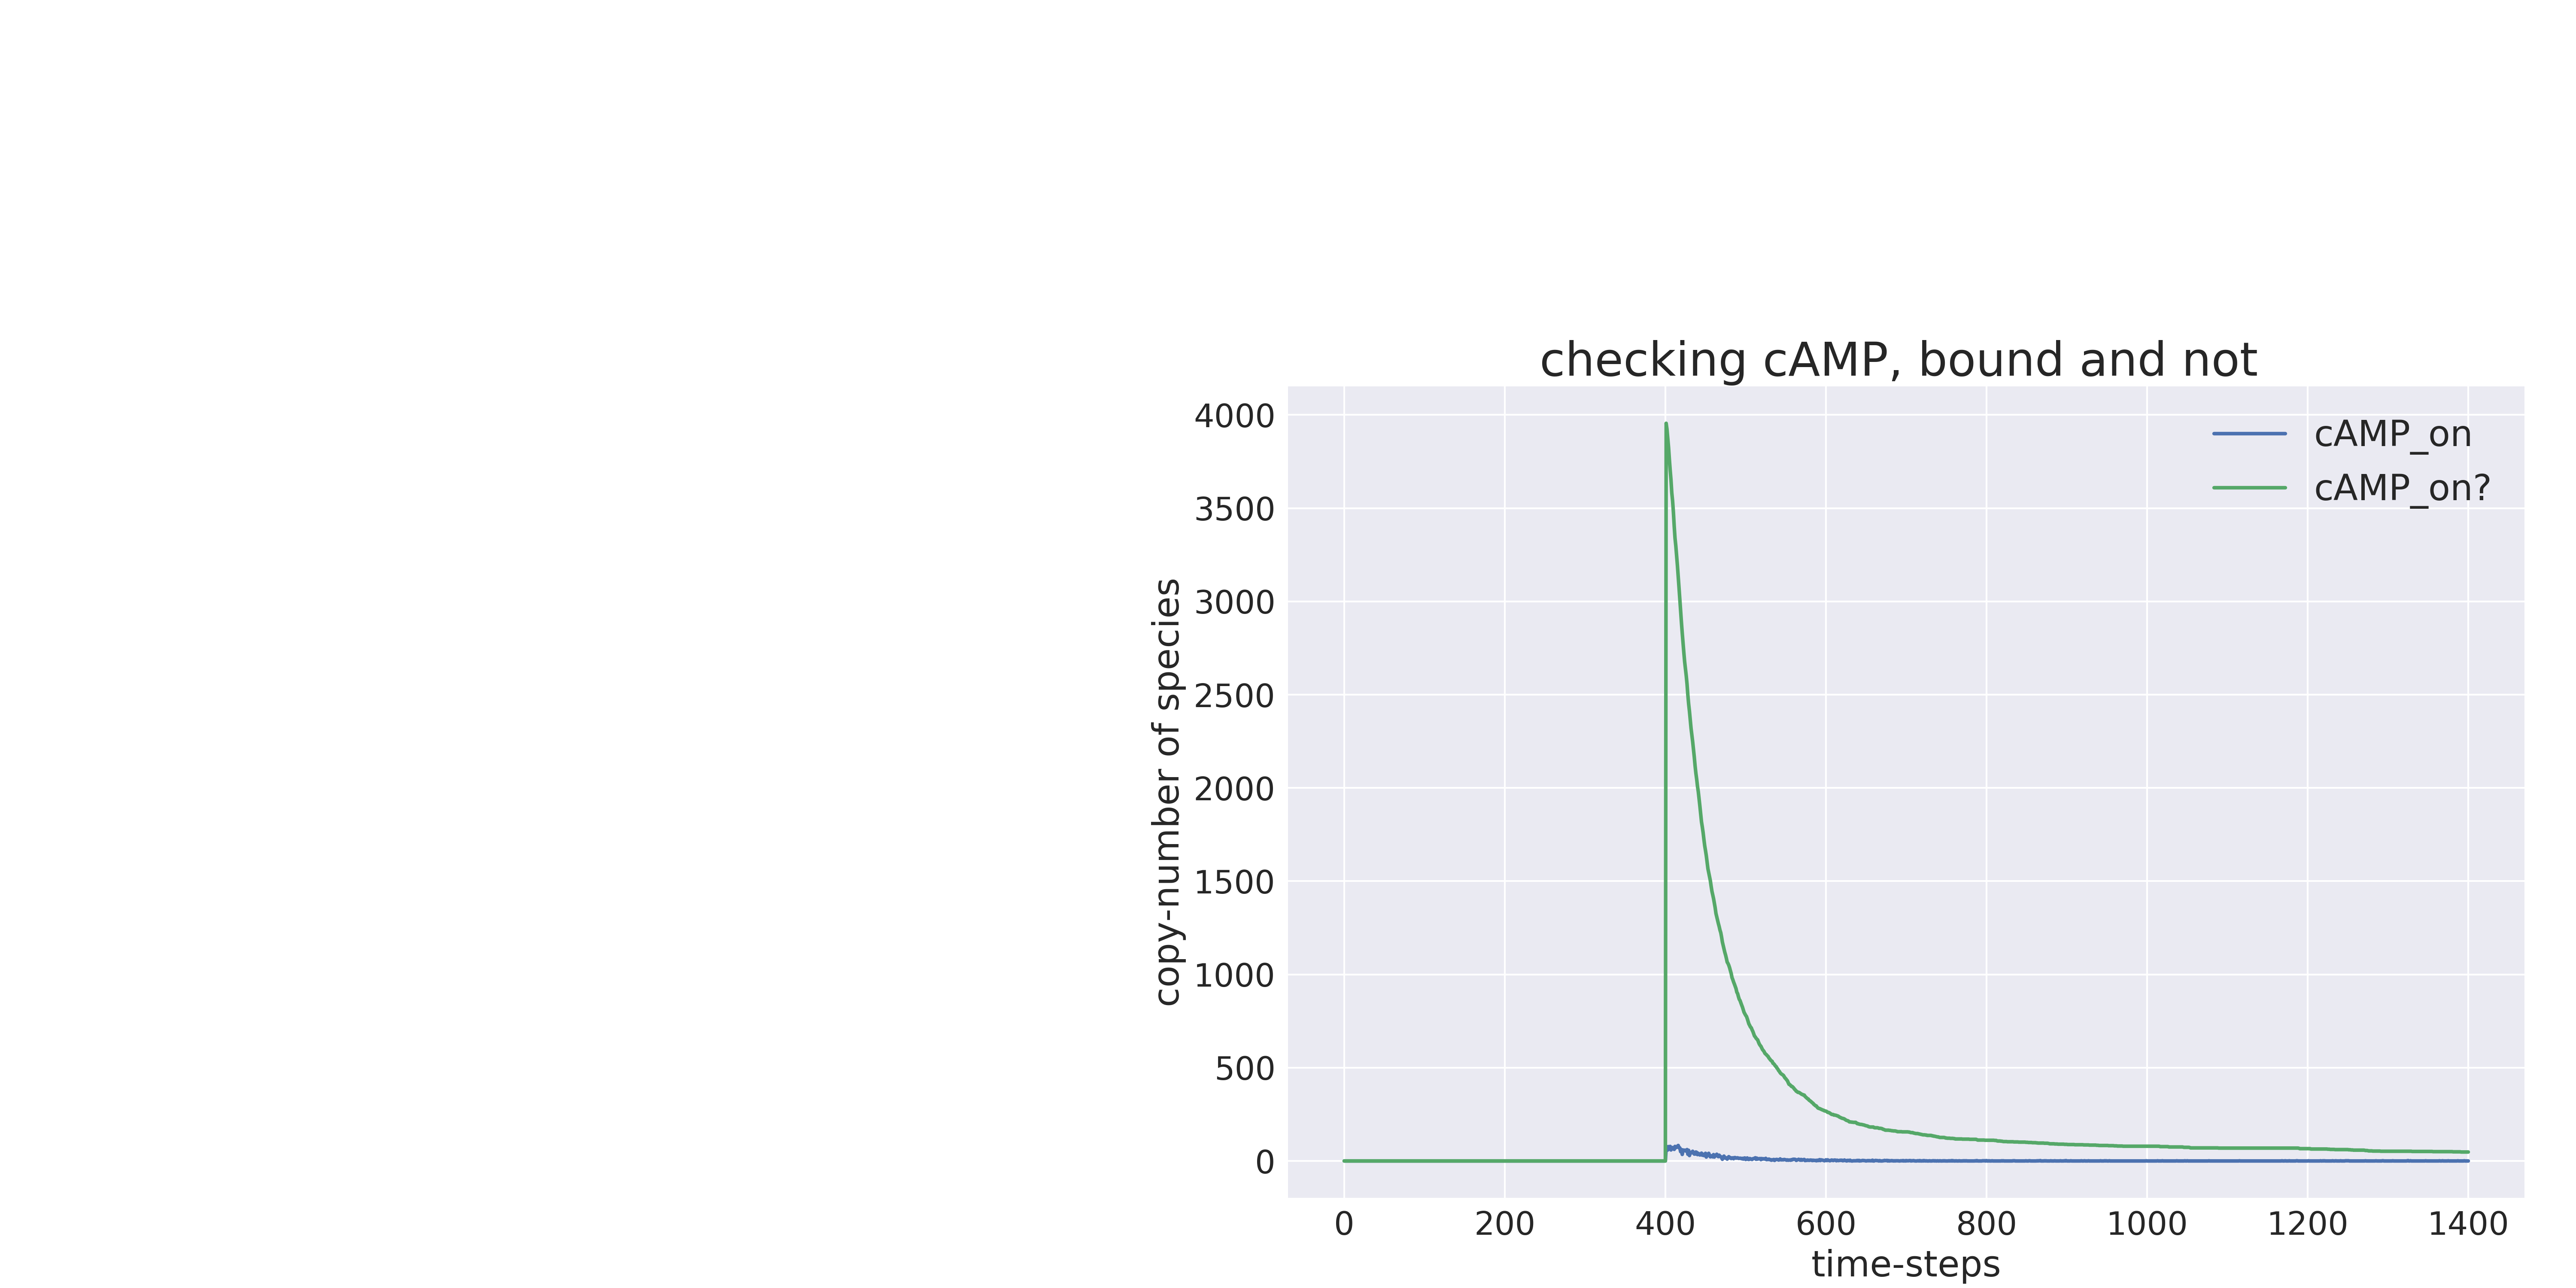 checking cAMP, bound and not
4000
3500
3000
2500
2000
1500
1000
500
0
copy-number of species
cAMP_on
cAMP_on?
0 200 400 600 800 1000 1200 1400
time-steps